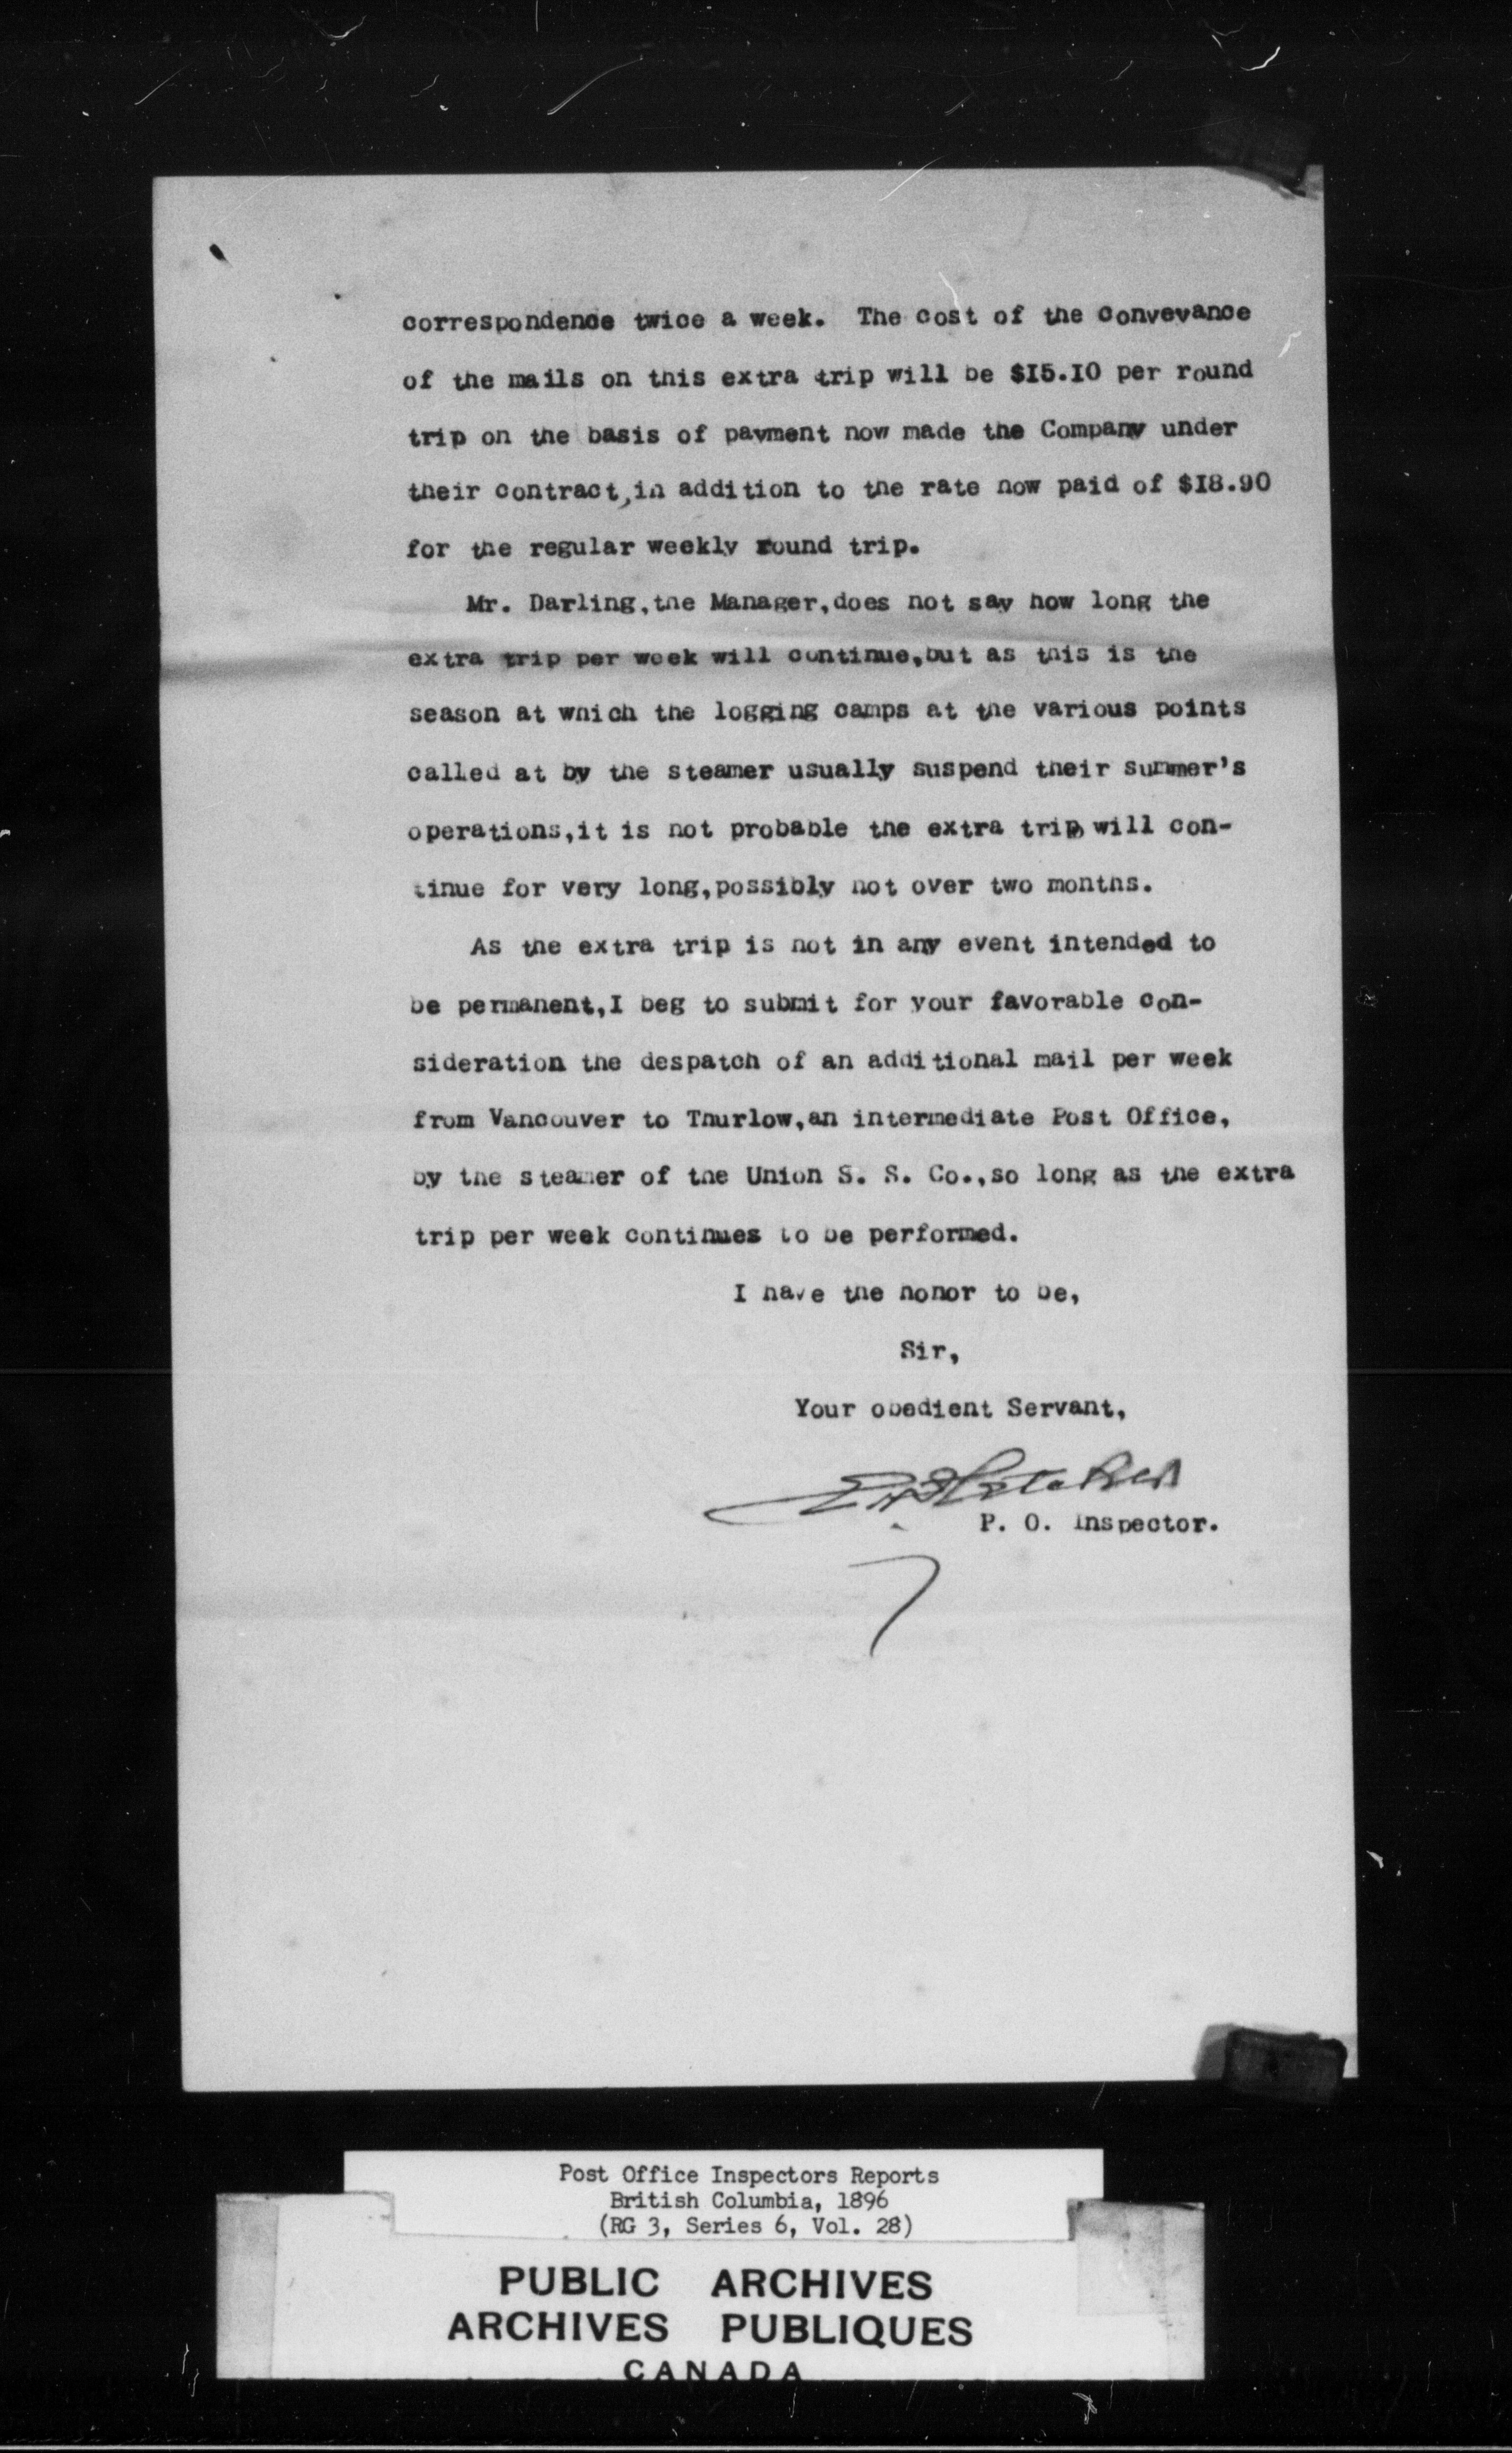 correspondence twice a week. The cost of the conveyance
of the mails on this extra trip will be $15.10 per round
trip on the basis of payment now made the Company under
their contract, in addition to the rate now paid of $18.90
for the regular weekly round trip.
Mr. Darling, the Manager, does not say how long the
extra trip per week will continue, but as this is the
season at which the logging camps at the various points
called at by the steamer usually suspend their summer's
operations, it is not probable the extra trip will con-
tinue for very long, possibly not over two months.
As the extra trip is not in any event intended to
be permanent, I beg to submit for your favorable con-
sideration the despatch of an additional mail per week
from Vancouver to Thurlow, an intermediate Post Office,
by the steamer of the Union S. S. Co., so long as the extra
trip per week continues to be performed.
I have the honor to be,
Sir,
Your obedient Servant,
P. O. Inspector.
Post Office Inspectors Reports
British Columbia, 1896
(RG 3, Series 6, Vol. 28)
PUBLIC ARCHIVES
ARCHIVES PUBLIQUES
CANADA